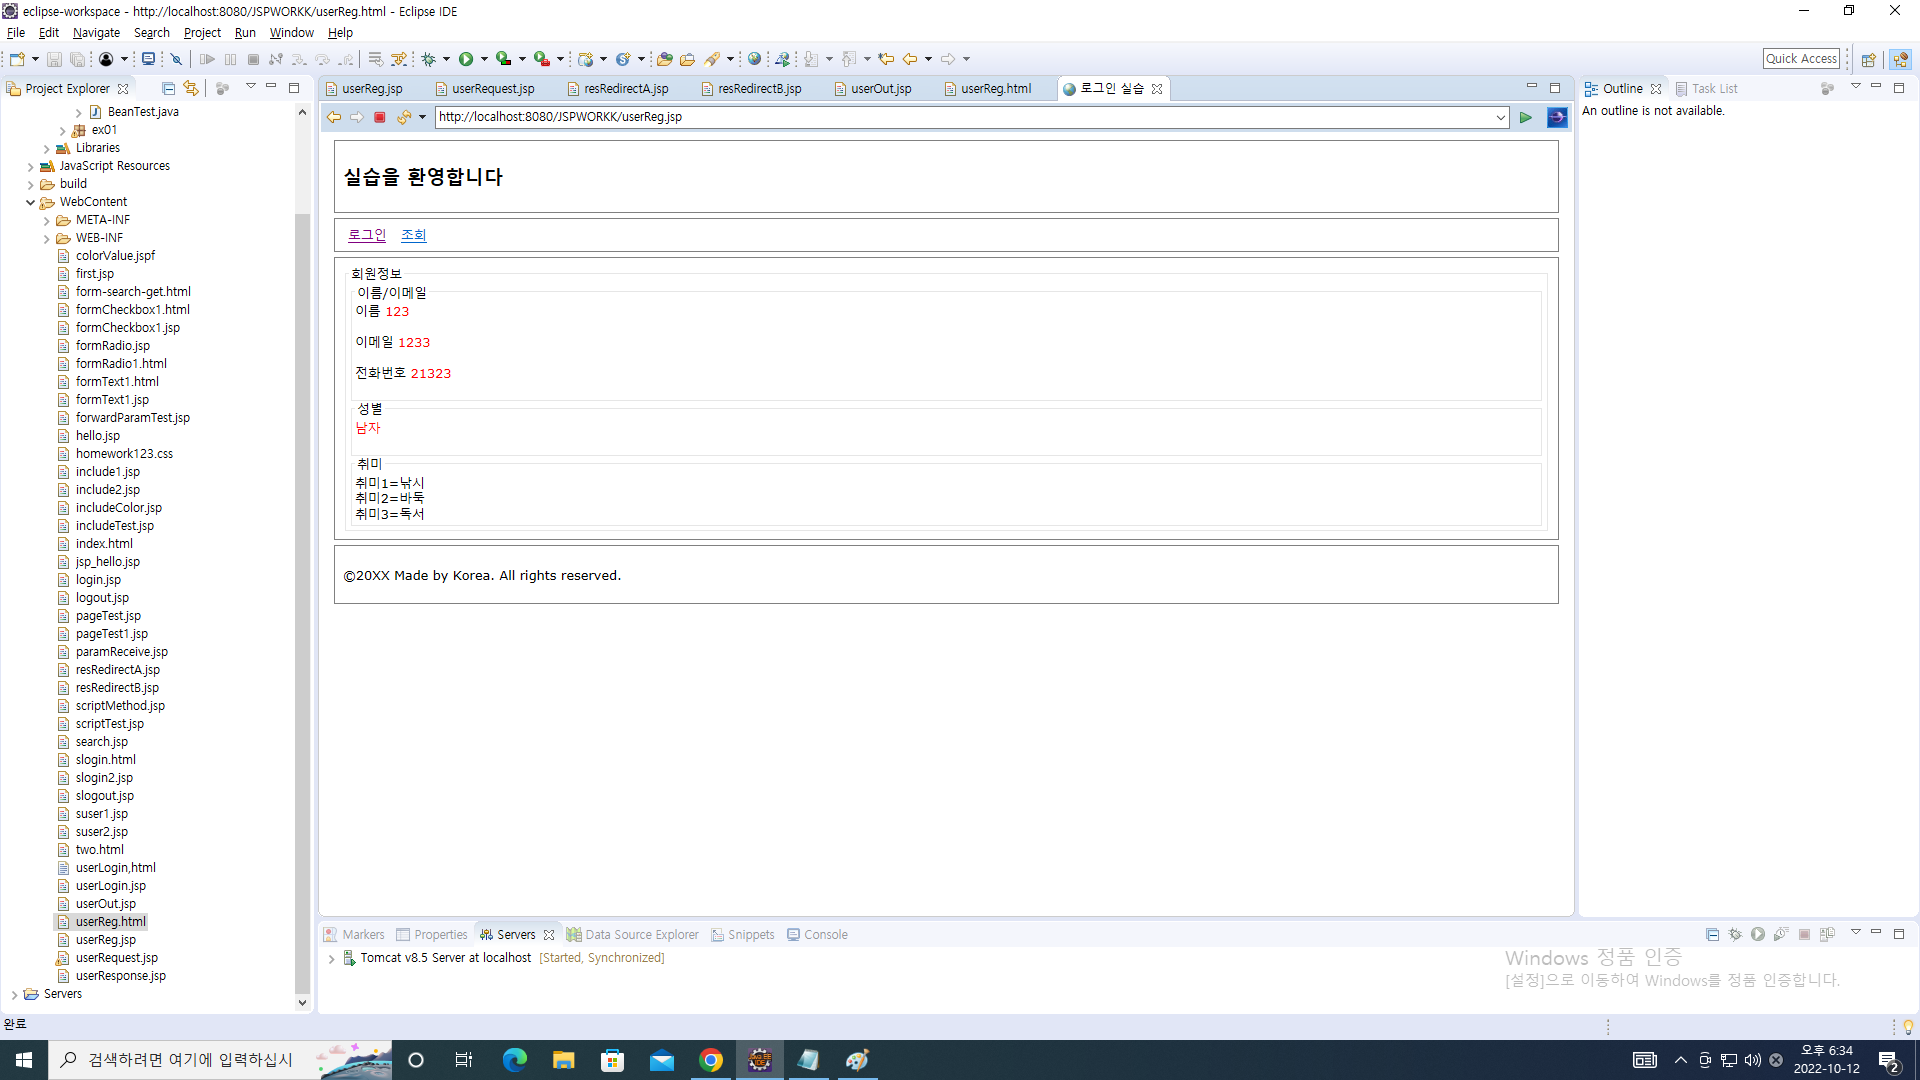 eclipse-workspace - http://localhost:8080/JSPWORKK/userReg.html - Eclipse IDE
File Edit Navigate Search Project Run Window Help
Quick Access
Project Explorer
BeanTest.java
ex01
Libraries
JavaScript Resources
build
WebContent
META-INF
WEB-INF
colorValue.jspf
first.jsp
form-search-get.html
formCheckbox1.html
formCheckbox1.jsp
formRadio.jsp
formRadio1.html
formText1.html
formText1.jsp
forwardParamTest.jsp
hello.jsp
homework123.css
include1.jsp
include2.jsp
includeColor.jsp
includeTest.jsp
index.html
jsp_hello.jsp
login.jsp
logout.jsp
pageTest.jsp
pageTest1.jsp
paramReceive.jsp
resRedirectA.jsp
resRedirectB.jsp
scriptMethod.jsp
scriptTest.jsp
search.jsp
slogin.html
slogin2.jsp
slogout.jsp
suser1.jsp
suser2.jsp
two.html
userLogin,html
userLogin.jsp
userOut.jsp
userReg.html
userReg.jsp
userRequest.jsp
userResponse.jsp
Servers
userReg.jsp userRequest.jsp resRedirectA.jsp resRedirectB.jsp userOut.jsp userReg.html 로그인 실습
http://localhost:8080/JSPWORKK/userReg.jsp
실습을 환영합니다
로그인 조회
회원정보
이름/이메일
이름 123
이메일 1233
전화번호 21323
성별
남자
취미
취미1=낚시
취미2=바둑
취미3=독서
©20XX Made by Korea. All rights reserved.
Outline Task List
An outline is not available.
Markers Properties Servers Data Source Explorer Snippets Console
Tomcat v8.5 Server at localhost [Started, Synchronized]
Windows 정품 인증
[설정]으로 이동하여 Windows를 정품 인증합니다.
완료
검색하려면 여기에 입력하십시
오후 6:34
2022-10-12
2